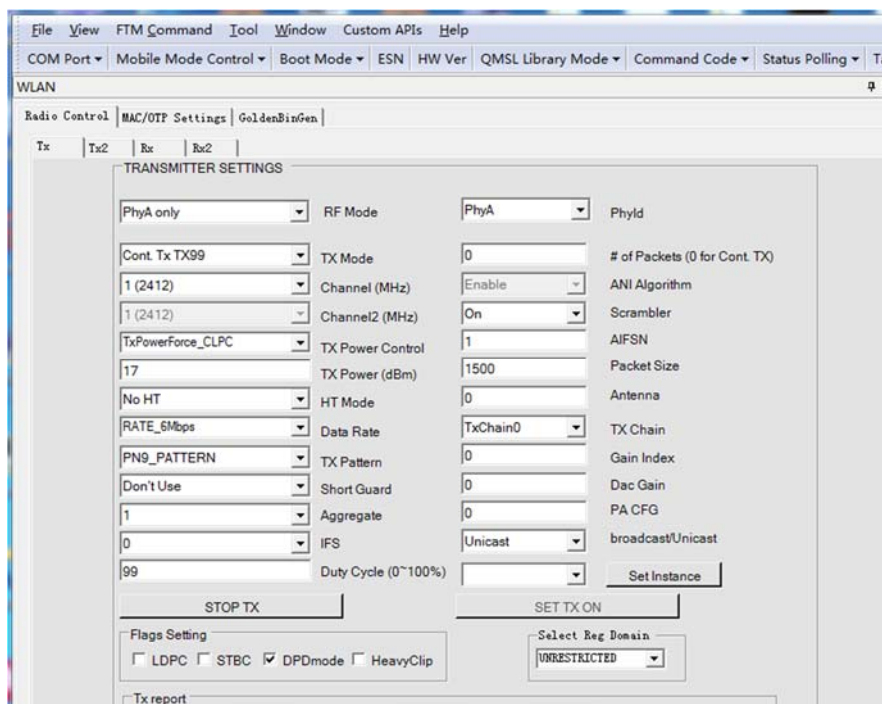 File View FTM Command Tool Window Custom APIs Help
COM Port Mobile Mode Control Boot Mode ESN HW Ver QMSL Library Mode Command Code Status Polling
WLAN
Radio Control MAC/OTP Settings GoldenBinGen
Tx Tx2 Rx Rx2
TRANSMITTER SETTINGS
PhyA only RF Mode PhyA PhyId
Cont. Tx TX99 TX Mode 0 # of Packets (0 for Cont. TX)
1 (2412) Channel (MHz) Enable ANI Algorithm
1 (2412) Channel2 (MHz) On Scrambler
TxPowerForce_CLPC TX Power Control 1 AIFSN
17 TX Power (dBm) 1500 Packet Size
No HT HT Mode 0 Antenna
RATE_6Mbps Data Rate TxChain0 TX Chain
PN9_PATTERN TX Pattern 0 Gain Index
Don't Use Short Guard 0 Dac Gain
1 Aggregate 0 PA CFG
0 IFS Unicast broadcast/Unicast
99 Duty Cycle (0~100%) Set Instance
STOP TX SET TX ON
Flags Setting Select Reg Domain
LDPC STBC DPDmode HeavyClip UNRESTRICTED
Tx report